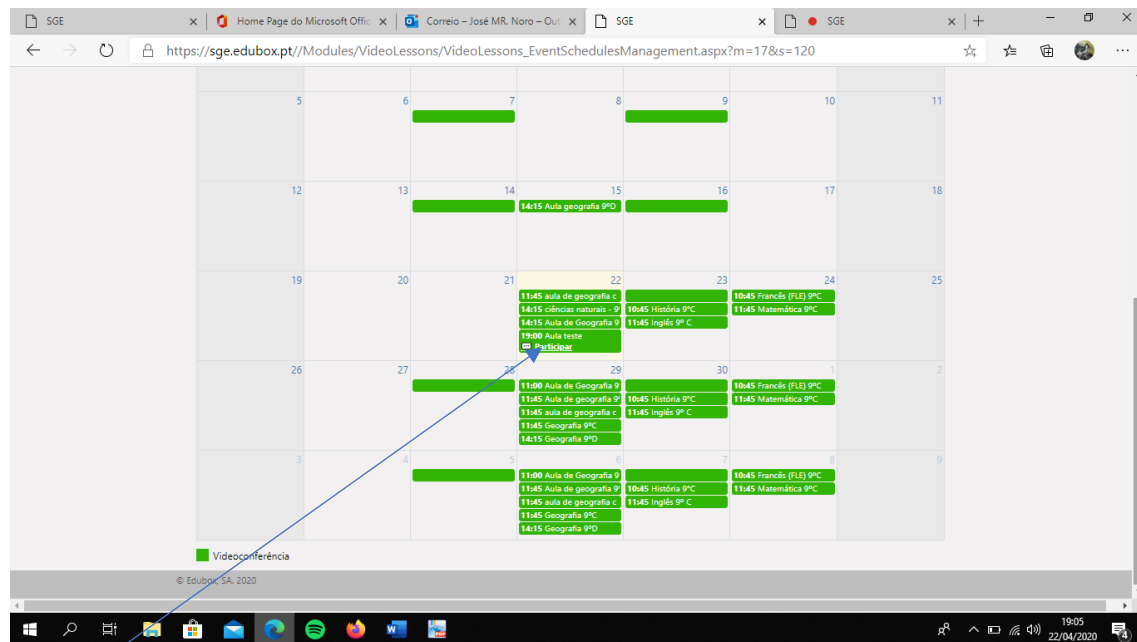 SGE
Home Page do Microsoft Offic
Correio – José MR. Noro – Out
SGE
SGE
https://sge.edubox.pt//Modules/VideoLessons/VideoLessons_EventSchedulesManagement.aspx?m=17&s=120
5 6 7 8 9 10 11
12 13 14 15 16 17 18
14:15 Aula geografia 9ºD
19 20 21 22 23 24 25
11:45 aula de geografia c
10:45 Francês (FLE) 9ºC
14:15 ciências naturais - 9º
10:45 História 9ºC
11:45 Matemática 9ºC
14:15 Aula de Geografia 9
11:45 Inglês 9º C
19:00 Aula teste
Participar
26 27 28 29 30 1 2
11:00 Aula de Geografia 9
10:45 Francês (FLE) 9ºC
11:45 Aula de geografia 9º
10:45 História 9ºC
11:45 Matemática 9ºC
11:45 aula de geografia c
11:45 Inglês 9º C
11:45 Geografia 9ºC
14:15 Geografia 9ºD
3 4 5 6 7 8 9
11:00 Aula de Geografia 9
10:45 Francês (FLE) 9ºC
11:45 Aula de geografia 9º
10:45 História 9ºC
11:45 Matemática 9ºC
11:45 aula de geografia c
11:45 Inglês 9º C
11:45 Geografia 9ºC
14:15 Geografia 9ºD
Videoconferência
© Edubox, SA. 2020
19:05
22/04/2020
4